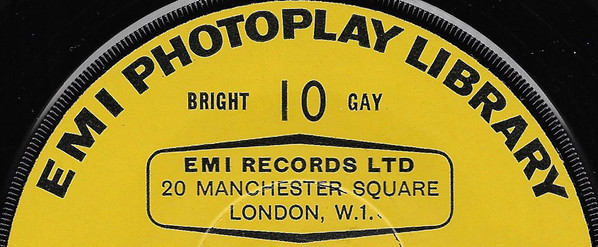 EMI PHOTOPLAY LIBRARY
BRIGHT 10 GAY
EMI RECORDS LTD
20 MANCHESTER SQUARE
LONDON, W.1.